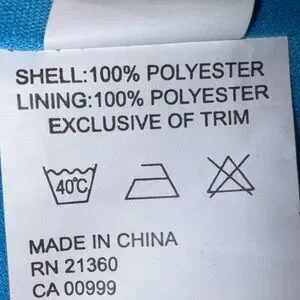 SHELL:100% POLYESTER
LINING:100% POLYESTER
EXCLUSIVE OF TRIM
40°C
MADE IN CHINA
RN 21360
CA 00999